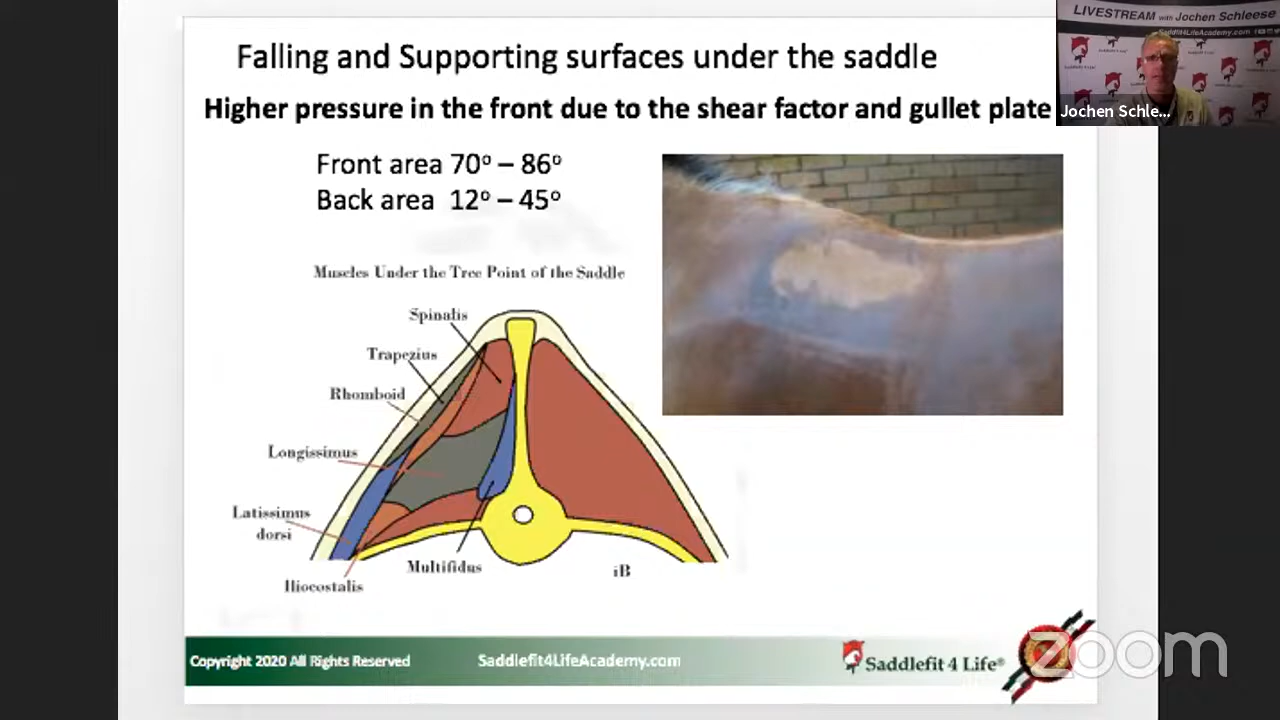 Falling and Supporting surfaces under the saddle
Higher pressure in the front due to the shear factor and gullet plate
Front area 70º – 86º
Back area 12º – 45º
Muscles Under the Tree Point of the Saddle
Spinalis
Trapezius
Rhomboid
Longissimus
Latissimus
dorsi
Iliocostalis
Multifidus
iB
Copyright 2020 All Rights Reserved
Saddlefit4LifeAcademy.com
Saddlefit 4 Life®
zoom
LIVESTREAM with Jochen Schleese
Saddlefit4LifeAcademy.com
Jochen Schle...